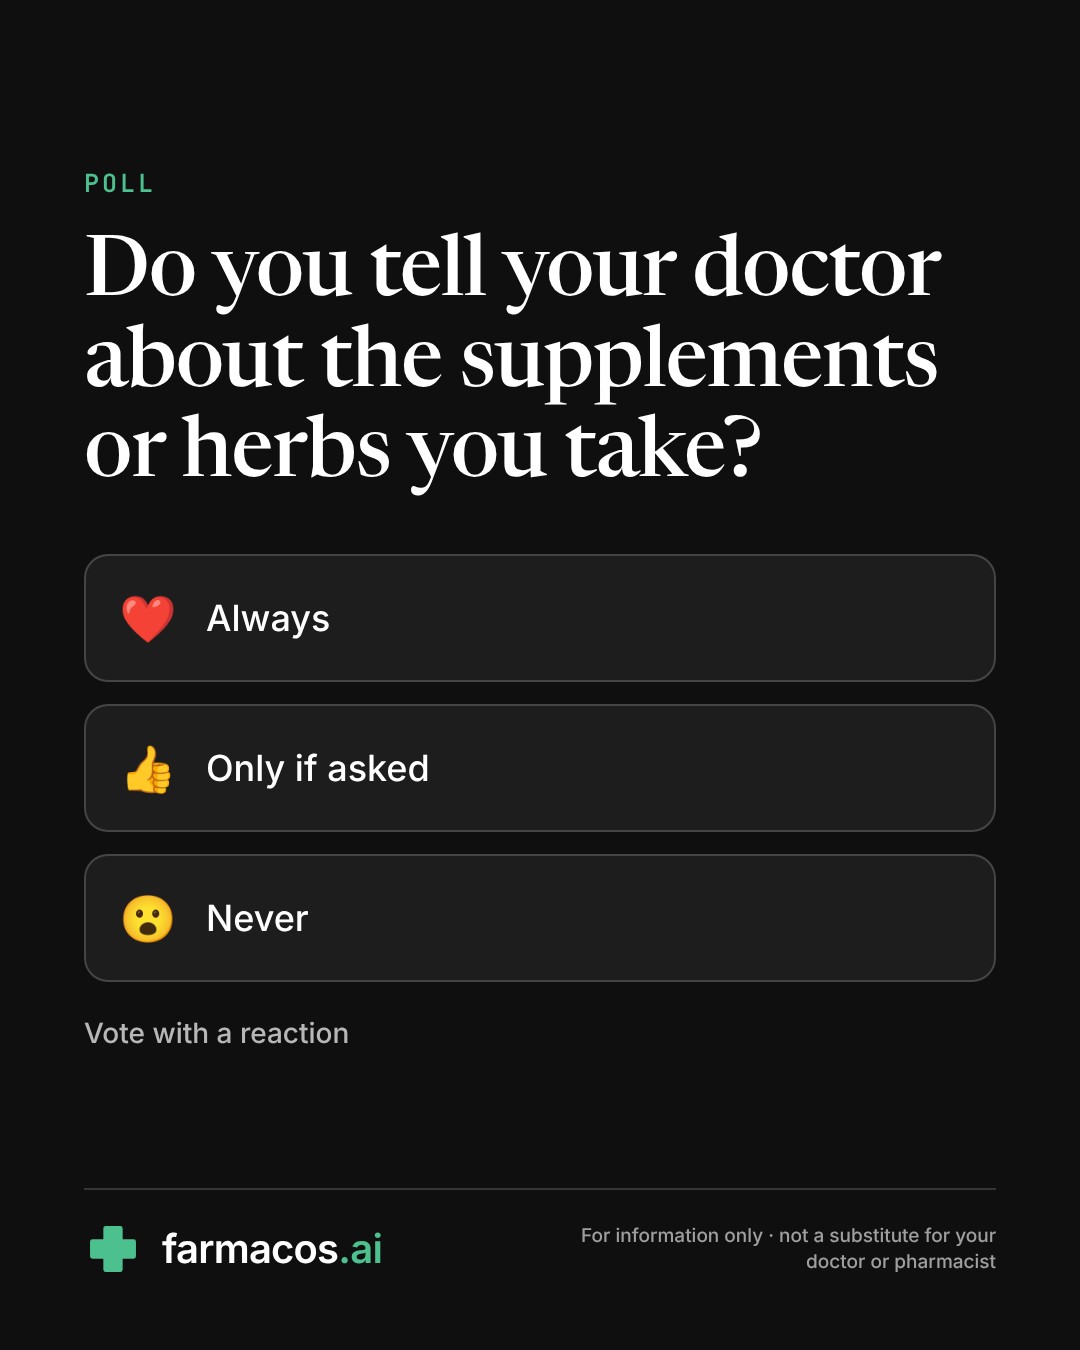 POLL
Do you tell your doctor
about the supplements
or herbs you take?
❤️ Always
👍 Only if asked
😮 Never
Vote with a reaction
farmacos.ai
For information only · not a substitute for your
doctor or pharmacist